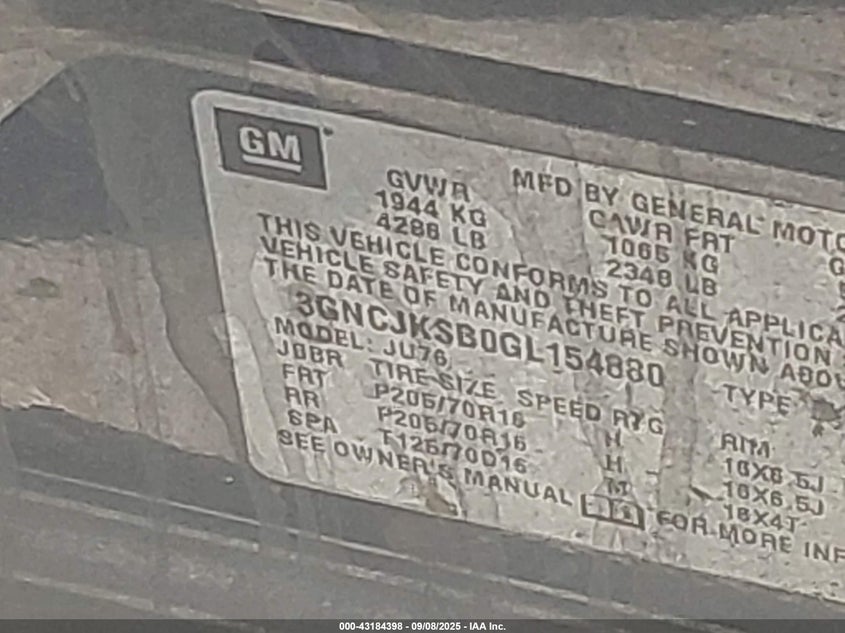 GM
GVWR
1944 KG
4286 LB
MFD BY GENERAL MOTO
GAWR FRT
1065 KG
2348 LB
THIS VEHICLE CONFORMS TO ALL APPLICA
VEHICLE SAFETY AND THEFT PREVENTION
THE DATE OF MANUFACTURE SHOWN ABOV
3GNCJKSB0GL154880
MODEL: JU76
TYPE
JDBR TIRE SIZE SPEED RTG RIM
FRT P205/70R16 H 16X6.5J
RR P205/70R16 H 16X6.5J
SPA T125/70D16 M 16X4T
SEE OWNER'S MANUAL FOR MORE INF
000-43184398 - 09/08/2025 - IAA Inc.